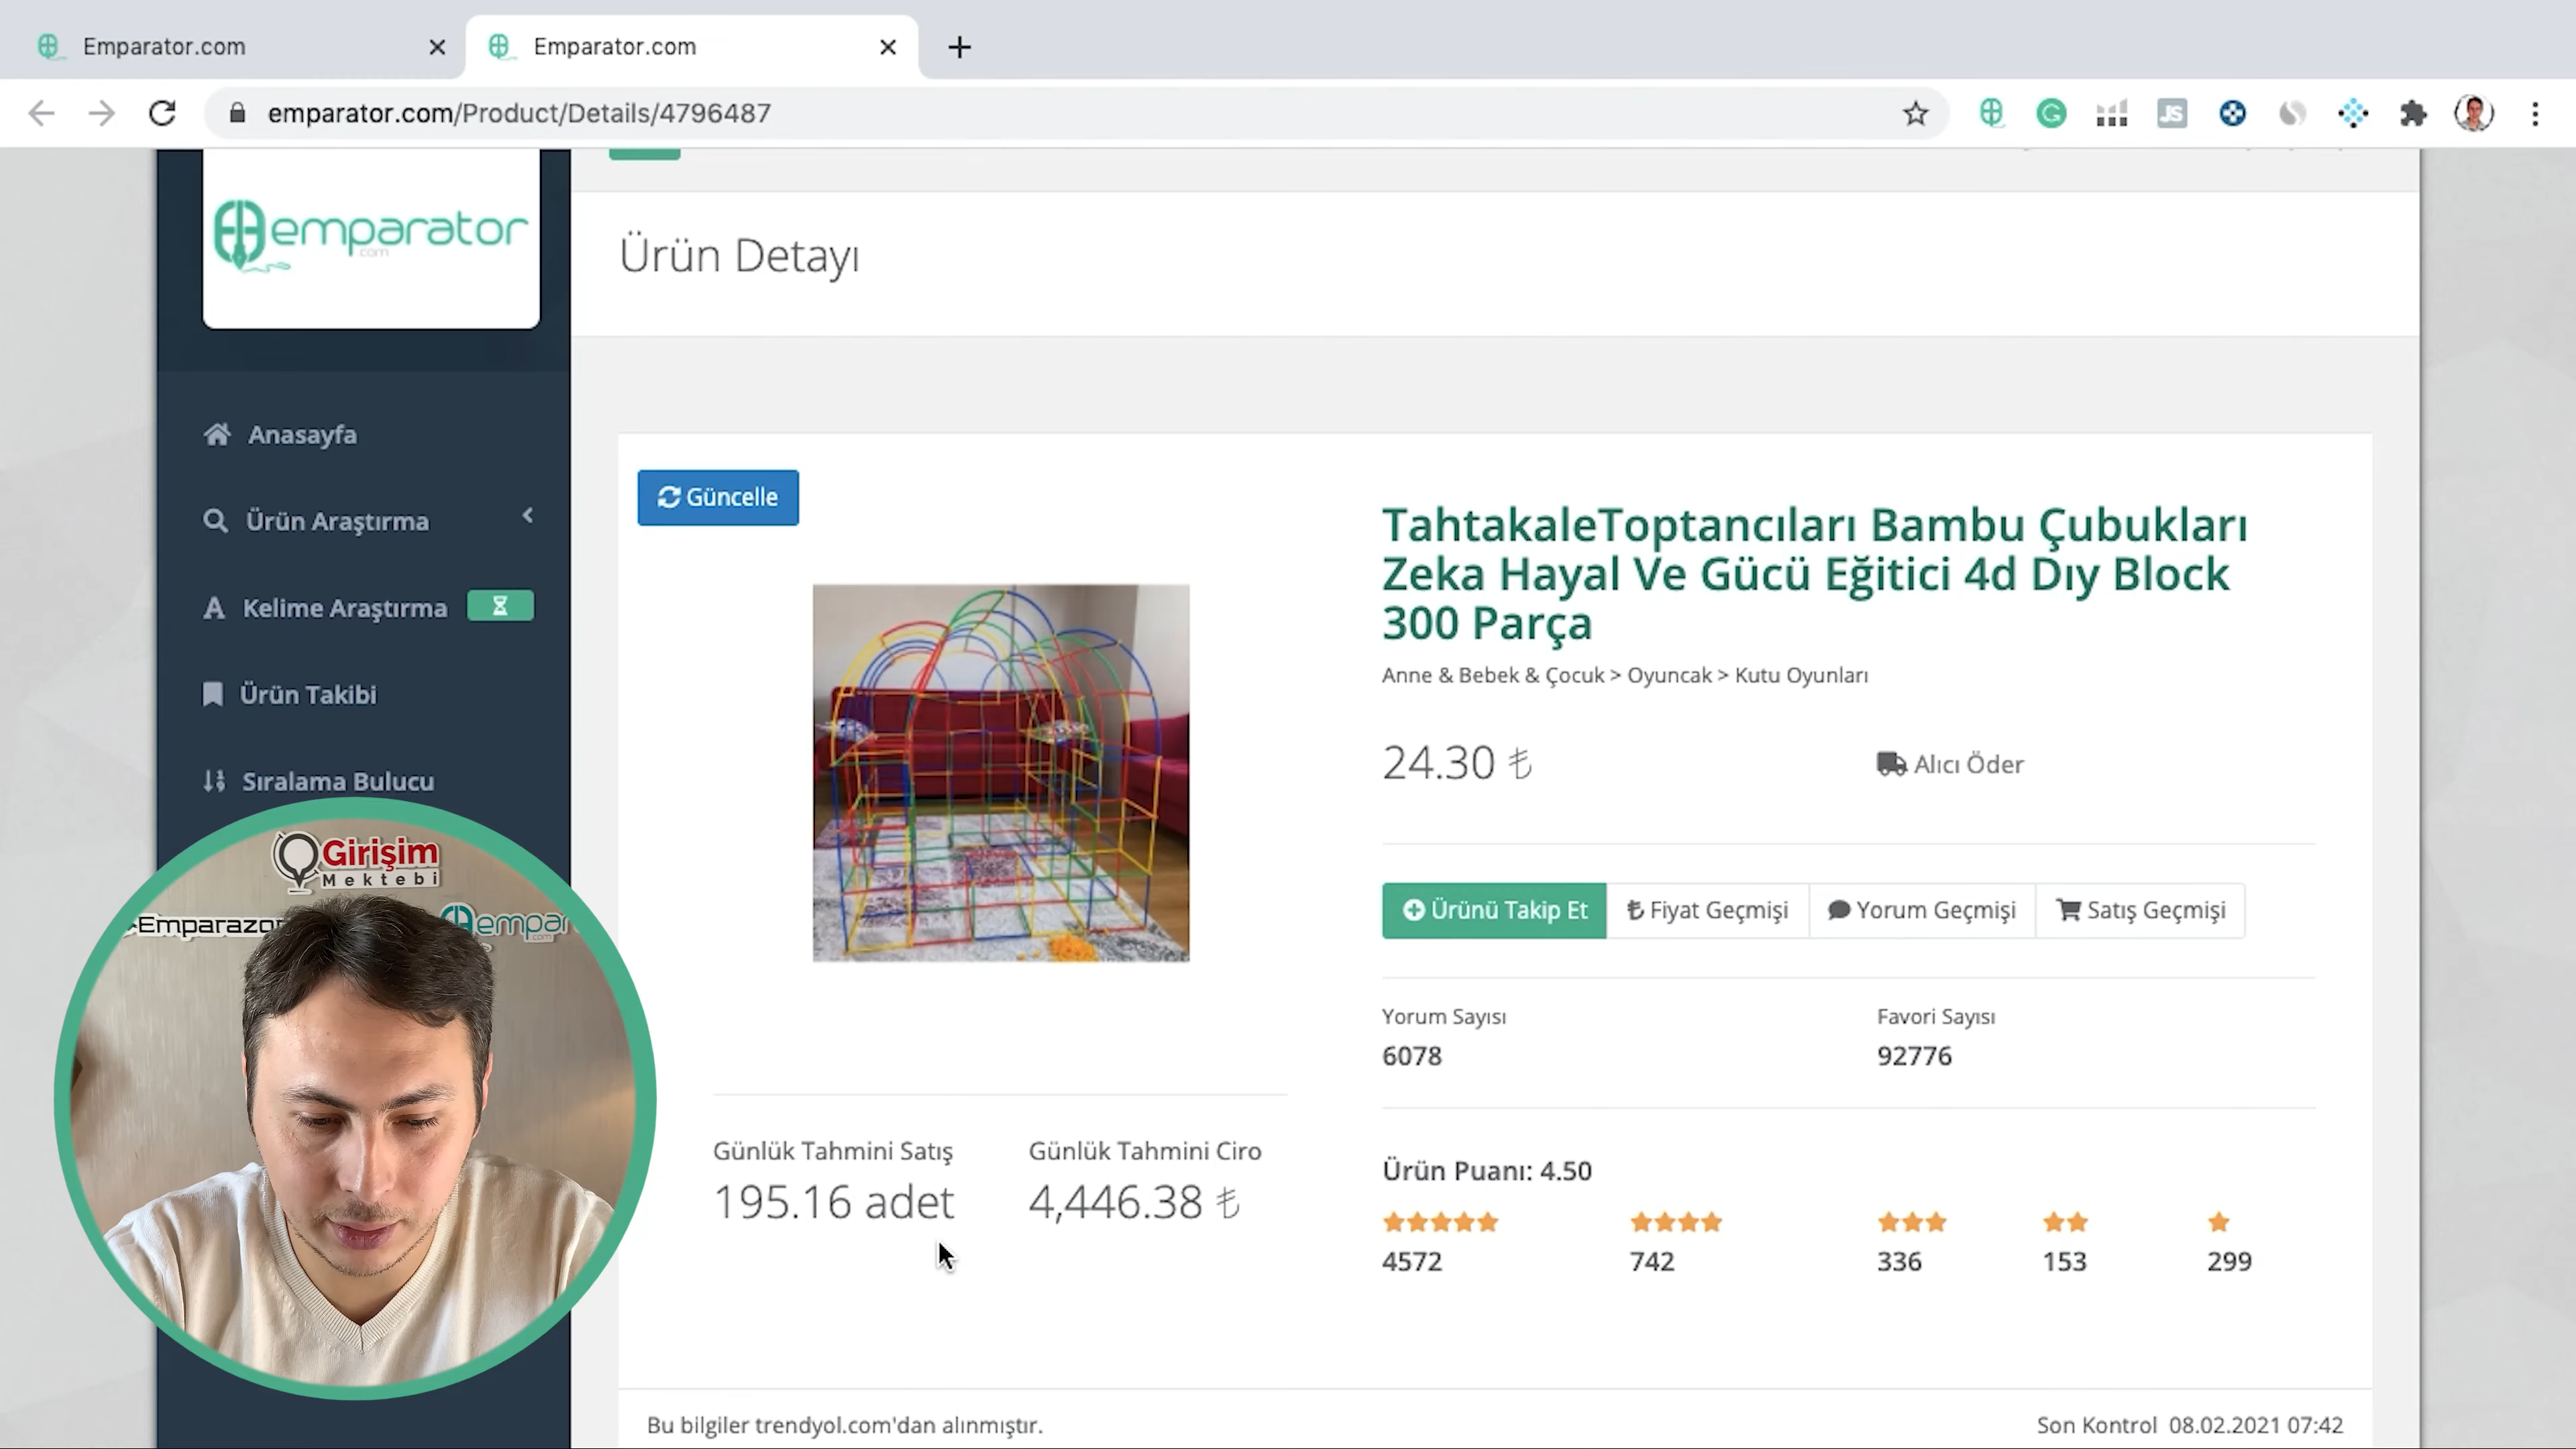 Emparator.com
Emparator.com
emparator.com/Product/Details/4796487
emparator
com
Ürün Detayı
Anasayfa
Ürün Araştırma
Kelime Araştırma
Ürün Takibi
Sıralama Bulucu
Güncelle
TahtakaleToptancıları Bambu Çubukları
Zeka Hayal Ve Gücü Eğitici 4d Dıy Block
300 Parça
Anne & Bebek & Çocuk > Oyuncak > Kutu Oyunları
24.30 ₺
Alıcı Öder
Ürünü Takip Et
₺ Fiyat Geçmişi
Yorum Geçmişi
Satış Geçmişi
Yorum Sayısı
6078
Favori Sayısı
92776
Günlük Tahmini Satış
195.16 adet
Günlük Tahmini Ciro
4,446.38 ₺
Ürün Puanı: 4.50
4572
742
336
153
299
Bu bilgiler trendyol.com'dan alınmıştır.
Son Kontrol 08.02.2021 07:42
Girişim
Mektebi
Emparazor
empar
com
JS
G